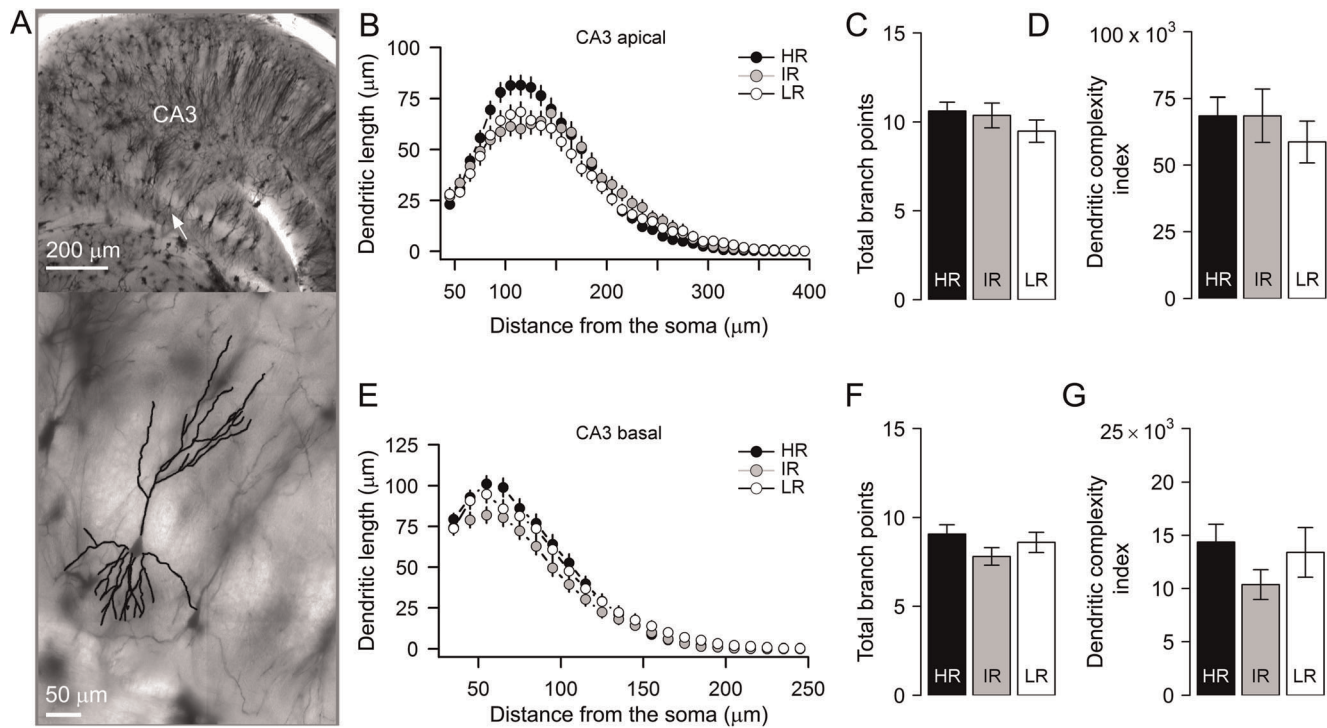 A
CA3
200 μm
50 μm
B
CA3 apical
HR
IR
LR
Dendritic length (μm)
100
75
50
25
0
50 100 200 300 400
Distance from the soma (μm)
C
Total branch points
15
10
5
0
HR IR LR
D
Dendritic complexity
index
100 x 10³
75
50
25
0
HR IR LR
E
CA3 basal
HR
IR
LR
Dendritic length (μm)
125
100
75
50
25
0
50 100 150 200 250
Distance from the soma (μm)
F
Total branch points
15
10
5
0
HR IR LR
G
Dendritic complexity
index
25 × 10³
20
15
10
5
0
HR IR LR